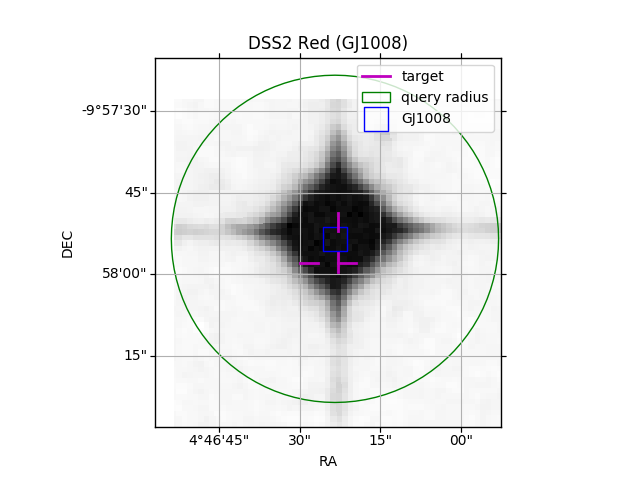 DSS2 Red (GJ1008)
target
query radius
GJ1008
-9°57'30"
45"
58'00"
15"
DEC
4°46'45"
30"
15"
00"
RA